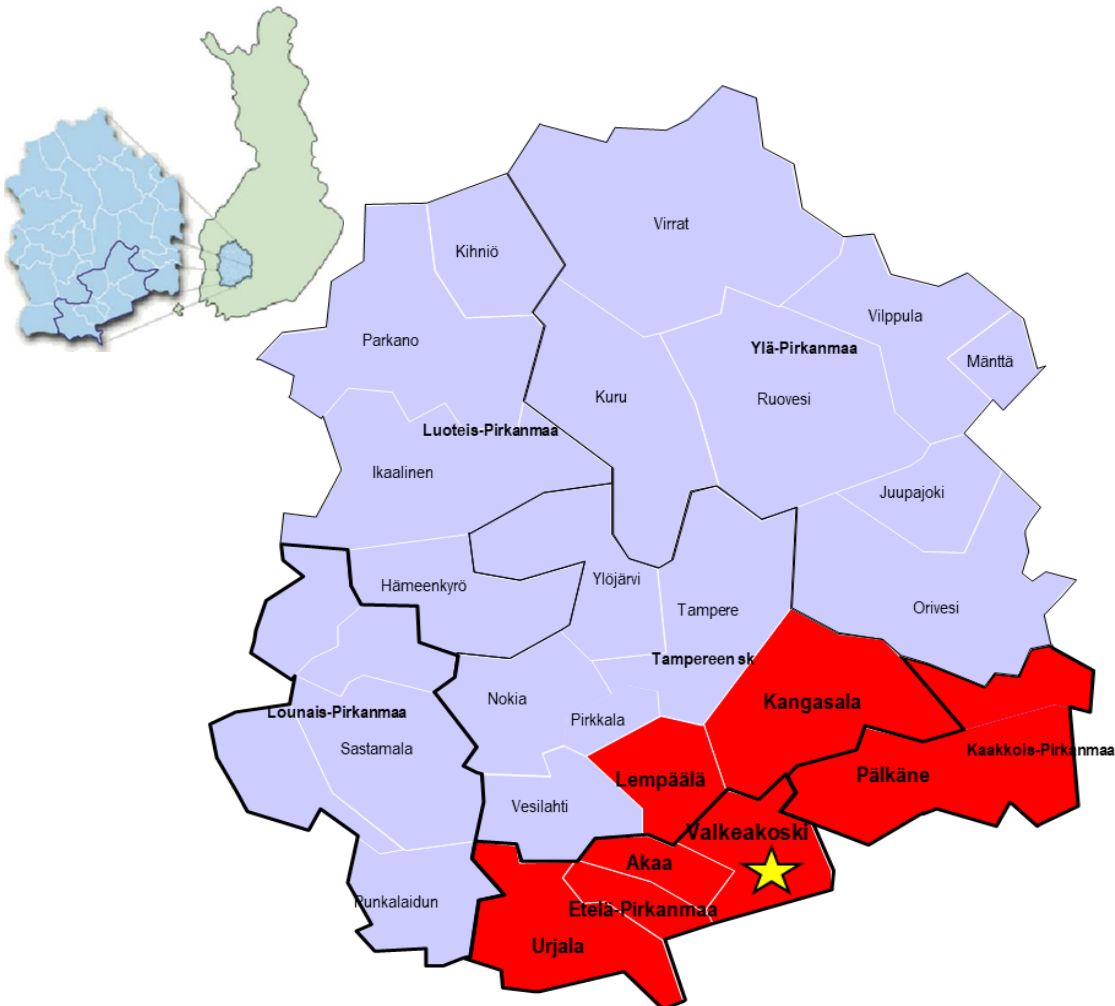 Virrat
Kihniö
Vilppula
Parkano
Ylä-Pirkanmaa
Mänttä
Kuru
Ruovesi
Luoteis-Pirkanmaa
Ikaalinen
Juupajoki
Hämeenkyrö
Ylöjärvi
Tampere
Orivesi
Tampereen sk
Nokia
Kangasala
Lounais-Pirkanmaa
Pirkkala
Sastamala
Kaakkois-Pirkanmaa
Lempäälä
Pälkäne
Vesilahti
Valkeakoski
Akaa
Punkalaidun
Etelä-Pirkanmaa
Urjala